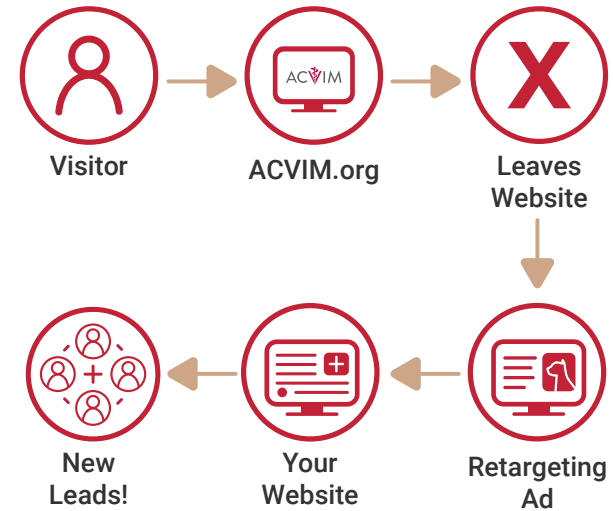 ACVIM
Visitor
ACVIM.org
Leaves
Website
New
Leads!
Your
Website
Retargeting
Ad